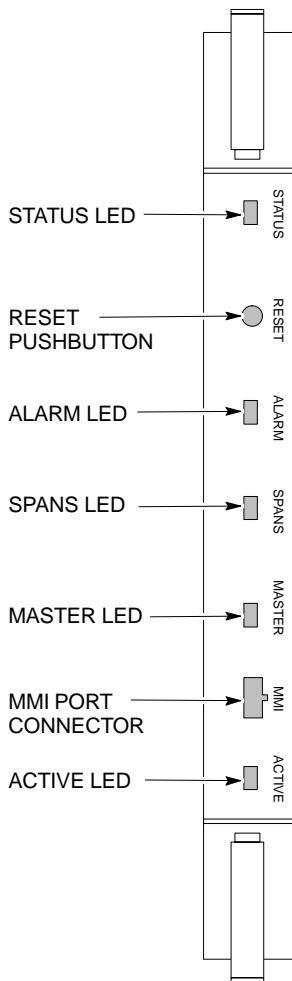 STATUS LED
STATUS
RESET
PUSHBUTTON
RESET
ALARM LED
ALARM
SPANS LED
SPANS
MASTER LED
MASTER
MMI PORT
CONNECTOR
MMI
ACTIVE LED
ACTIVE